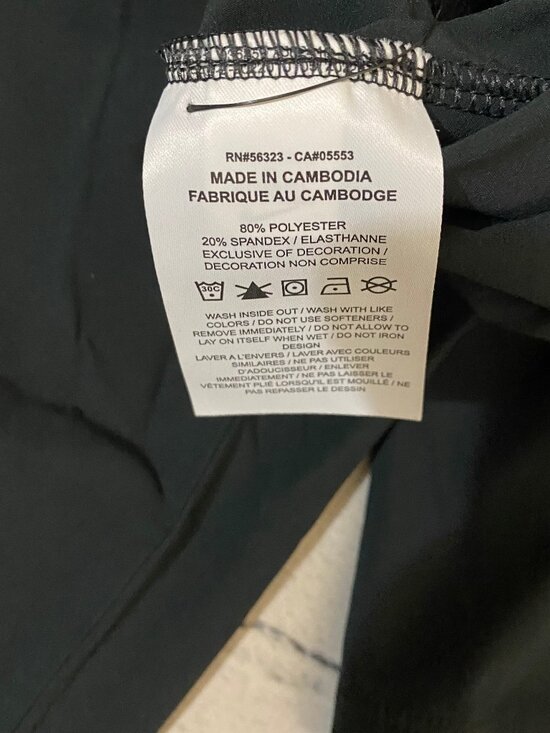 RN#56323 - CA#05553
MADE IN CAMBODIA
FABRIQUE AU CAMBODGE
80% POLYESTER
20% SPANDEX / ELASTHANNE
EXCLUSIVE OF DECORATION /
DECORATION NON COMPRISE
30C
WASH INSIDE OUT / WASH WITH LIKE
COLORS / DO NOT USE SOFTENERS /
REMOVE IMMEDIATELY / DO NOT ALLOW TO
LAY ON ITSELF WHEN WET / DO NOT IRON
DESIGN
LAVER A L'ENVERS / LAVER AVEC COULEURS
SIMILAIRES / NE PAS UTILISER
D'ADOUCISSEUR / ENLEVER
IMMEDIATEMENT / NE PAS LAISSER LE
VÊTEMENT PLIÉ LORSQU'IL EST MOUILLÉ / NE
PAS REPASSER LE DESSIN